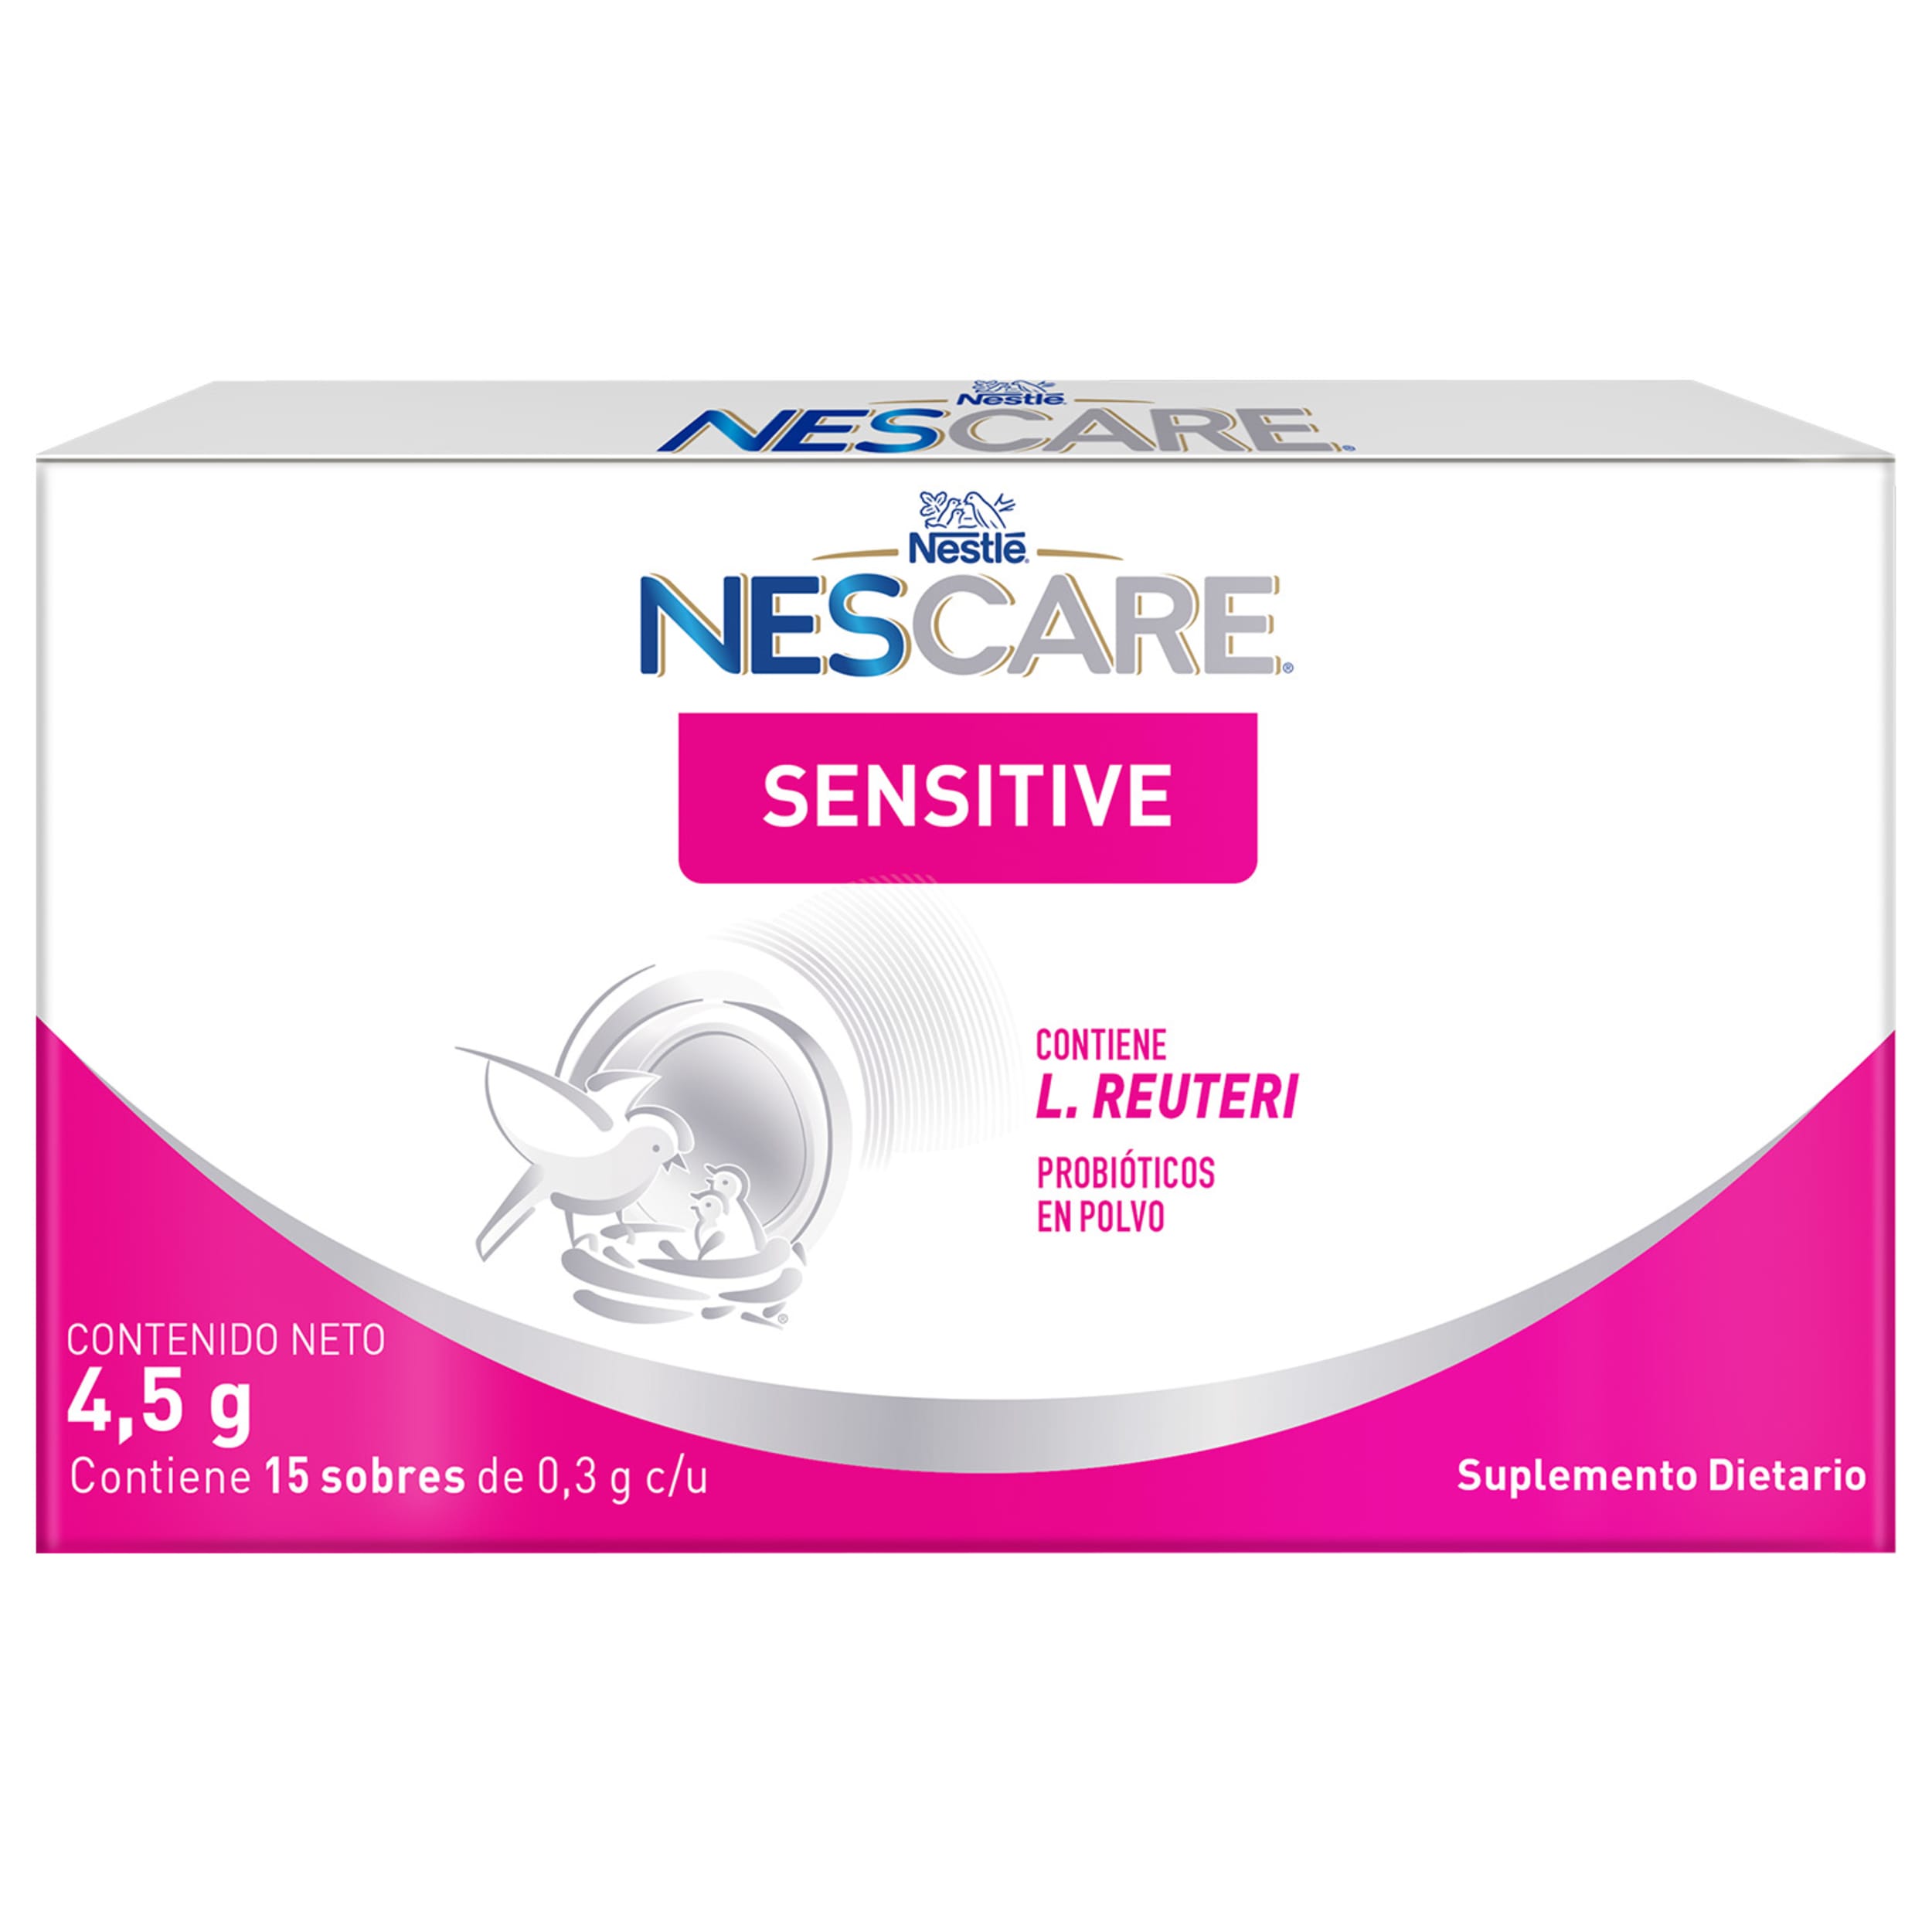 Nestlé
NESCARE®
Nestlé
NESCARE®
SENSITIVE
CONTIENE
L. REUTERI
PROBIÓTICOS
EN POLVO
CONTENIDO NETO
4,5 g
Contiene 15 sobres de 0,3 g c/u
Suplemento Dietario